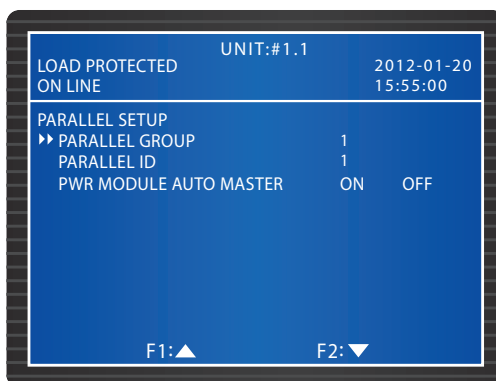 UNIT:#1.1
LOAD PROTECTED 2012-01-20
ON LINE 15:55:00
PARALLEL SETUP
PARALLEL GROUP 1
PARALLEL ID 1
PWR MODULE AUTO MASTER ON OFF
F1:▲ F2:▼